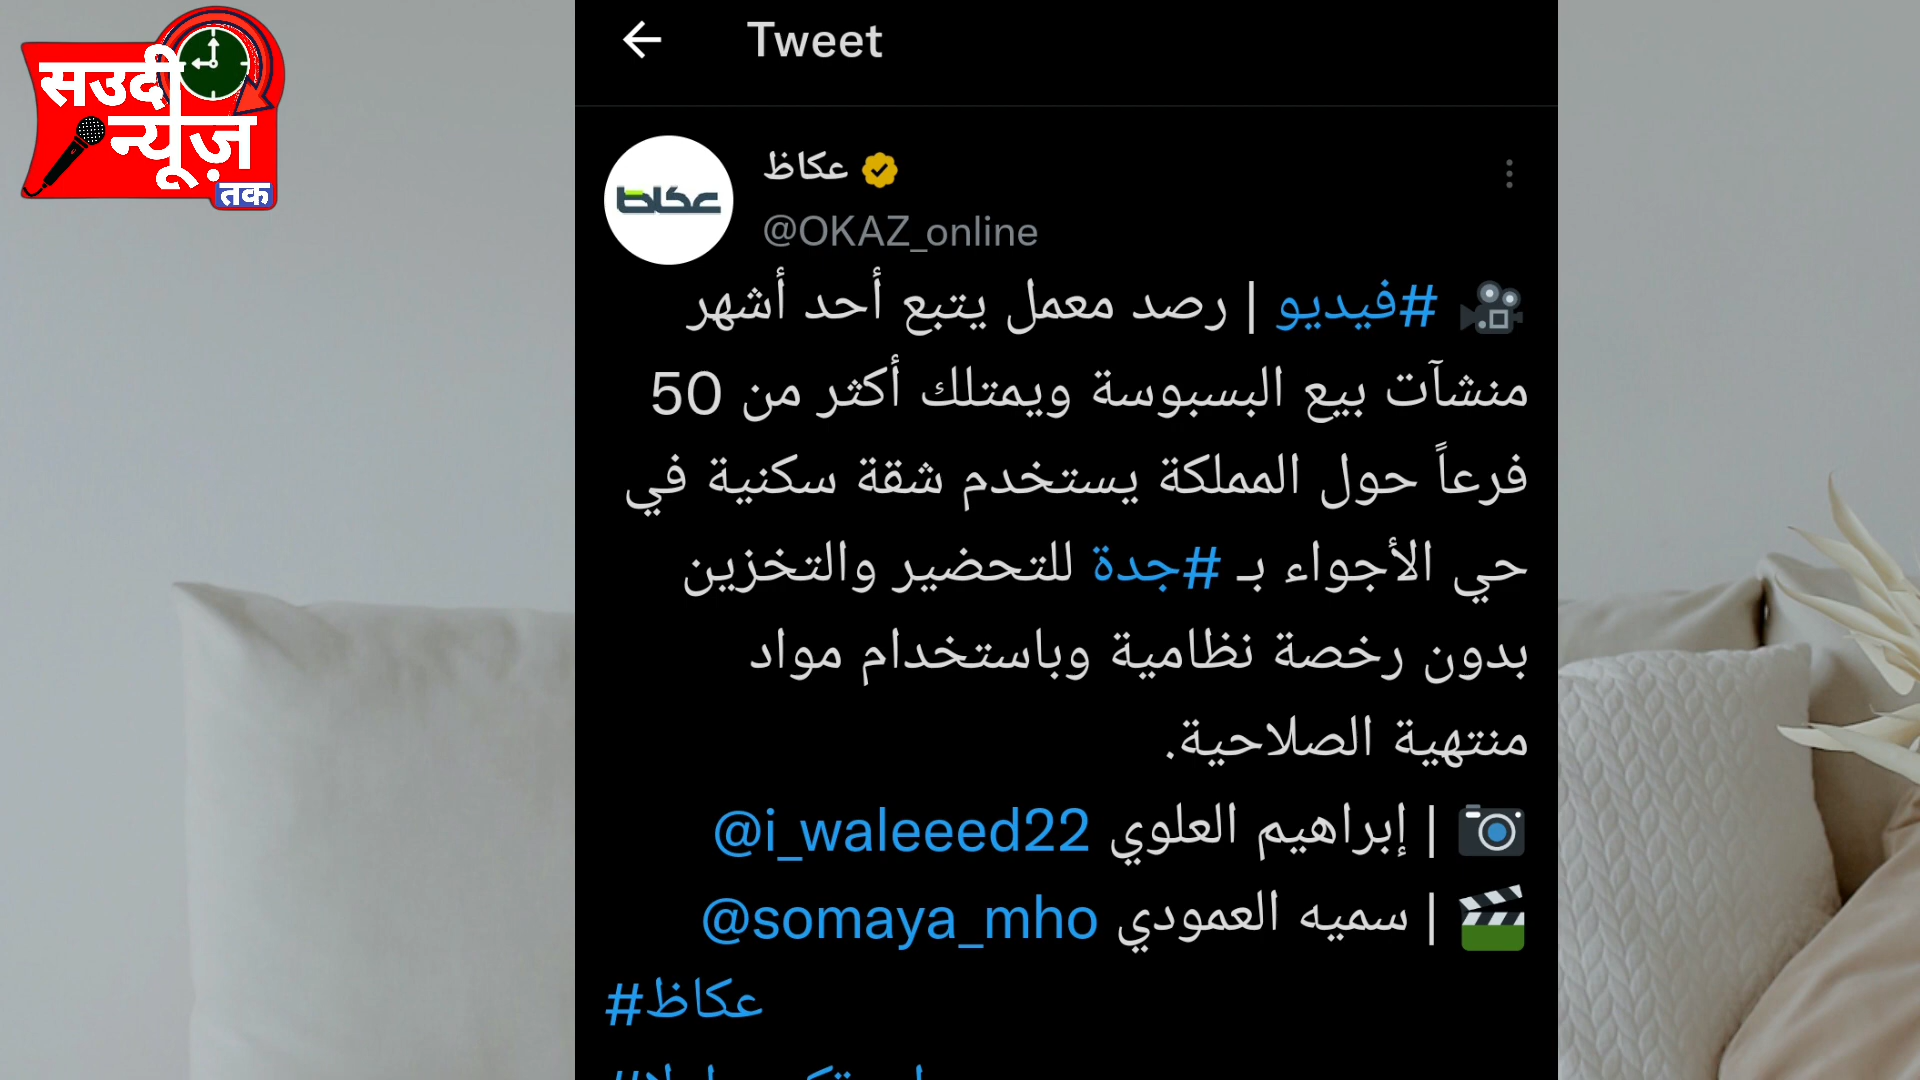 सउदी
न्यूज़
तक
Tweet
عكاظ
عكاظ
@OKAZ_online
#فيديو | رصد معمل يتبع أحد أشهر
منشآت بيع البسبوسة ويمتلك أكثر من 50
فرعاً حول المملكة يستخدم شقة سكنية في
حي الأجواء بـ #جدة للتحضير والتخزين
بدون رخصة نظامية وباستخدام مواد
منتهية الصلاحية.
| إبراهيم العلوي @i_waleeed22
| سميه العمودي @somaya_mho
#عكاظ